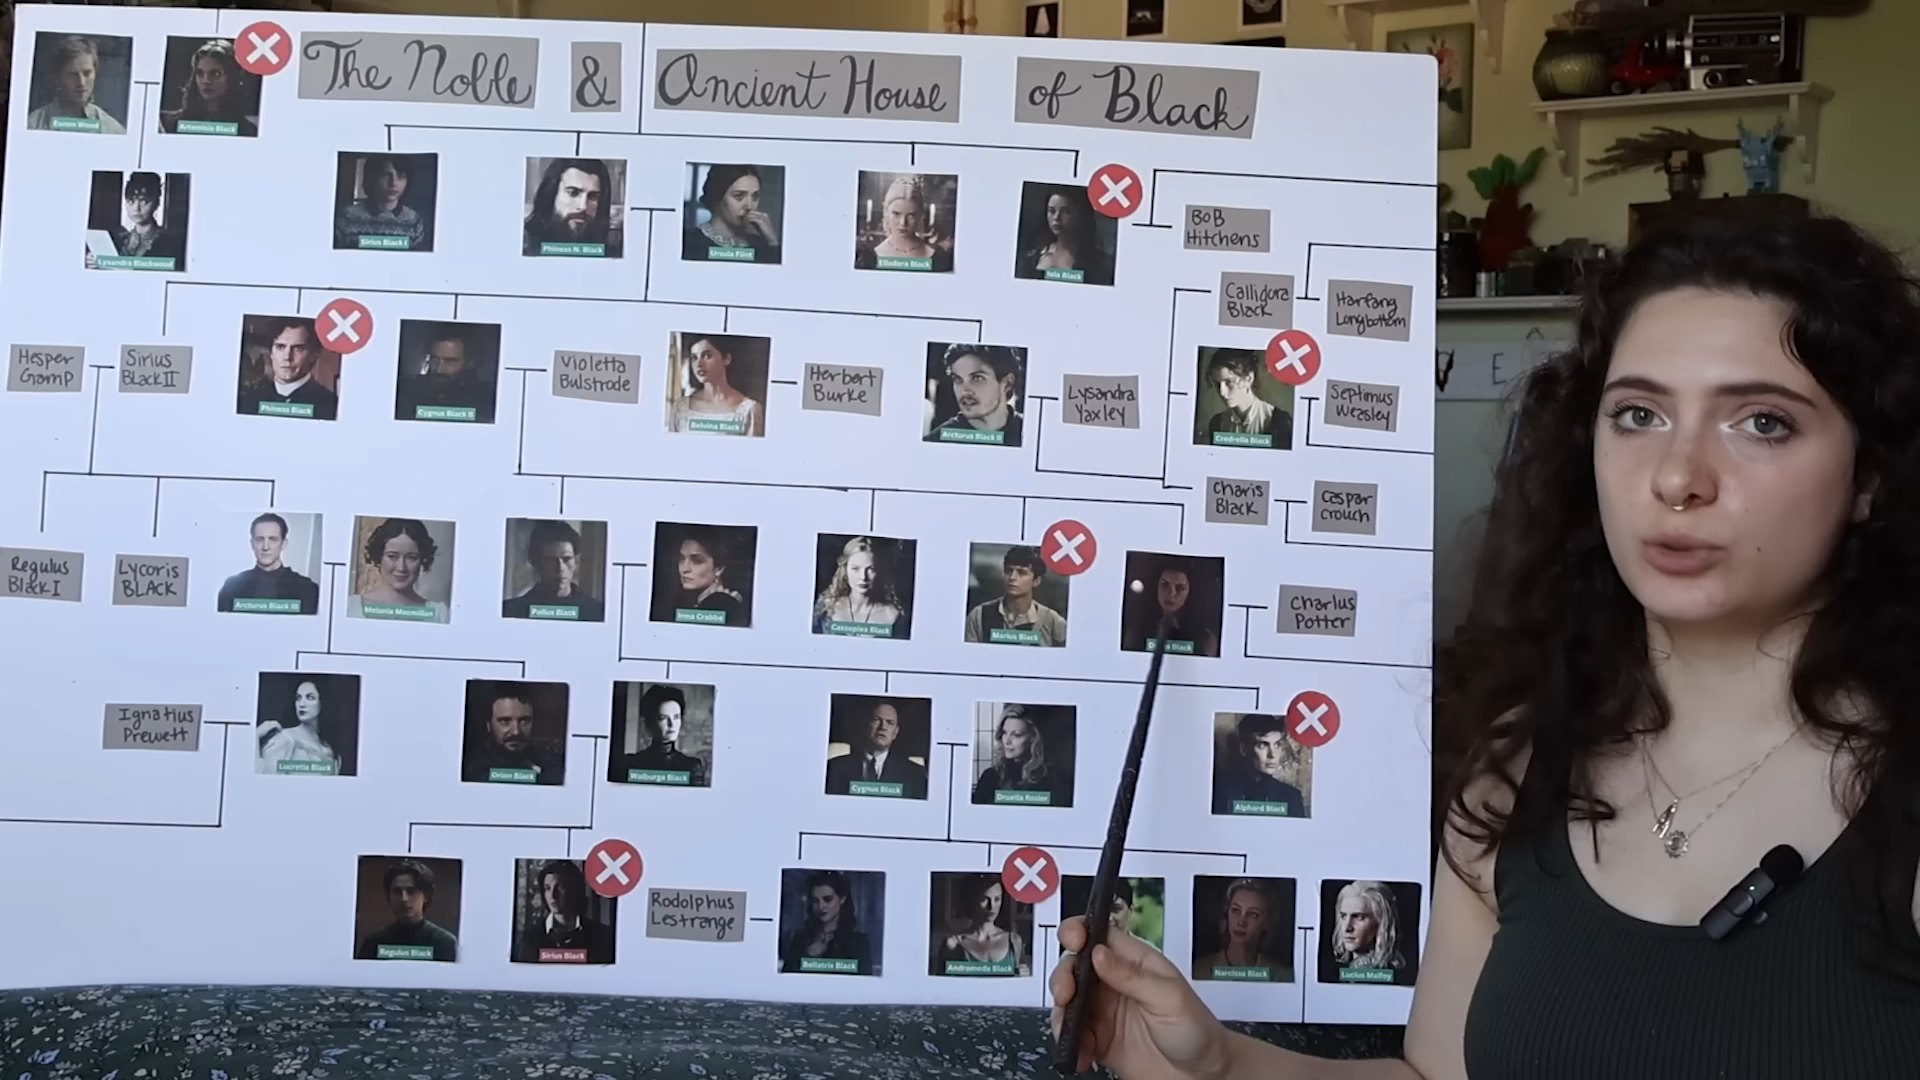 The Noble & Ancient House of Black
Artemisia Black
Lysandra Blackwood
Sirius Black I
Phineas N. Black
Ursula Flint
Elladora Black
Isla Black
BoB
Hitchens
Calligora
Black
Harfang
Longbottom
Hesper
Gamp
Sirius
Black II
Phineas Black
Cygnus Black II
Violetta
Bulstrode
Belvina Black
Herbert
Burke
Arcturus Black II
Lysandra
Yaxley
Cedrella Black
Septimus
Weasley
Charis
Black
Caspar
Crouch
Regulus
Black I
Lycoris
BLACK
Arcturus Black III
Melania Macmillan
Pollux Black
Irma Crabbe
Cassiopiea Black
Marius Black
Black
Charlus
Potter
Ignatius
Prewett
Lucretia Black
Orion Black
Walburga Black
Cygnus Black
Druella Rosier
Alphard Black
Regulus Black
Sirius Black
Rodolphus
Lestrange
Bellatrix Black
Andromeda Black
Narcissa Black
Lucius Malfoy
E